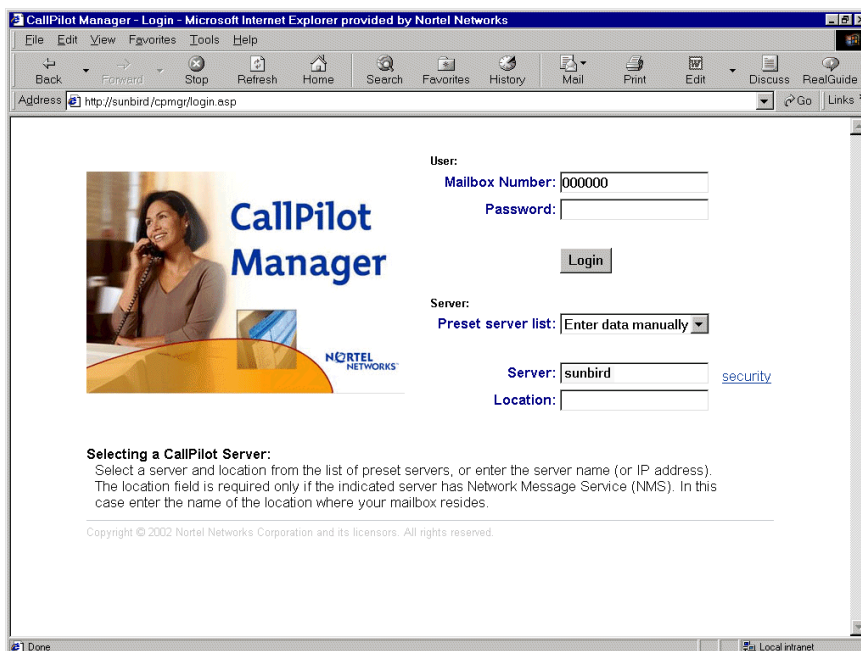 CallPilot Manager - Login - Microsoft Internet Explorer provided by Nortel Networks
File Edit View Favorites Tools Help
Back Forward Stop Refresh Home Search Favorites History Mail Print Edit Discuss RealGuide
Address http://sunbird/cpmgr/login.asp Go Links
CallPilot
Manager
NORTEL
NETWORKS™
User:
Mailbox Number: 000000
Password:
Login
Server:
Preset server list: Enter data manually
Server: sunbird security
Location:
Selecting a CallPilot Server:
Select a server and location from the list of preset servers, or enter the server name (or IP address).
The location field is required only if the indicated server has Network Message Service (NMS). In this
case enter the name of the location where your mailbox resides.
Copyright © 2002 Nortel Networks Corporation and its licensors. All rights reserved.
Done Local intranet